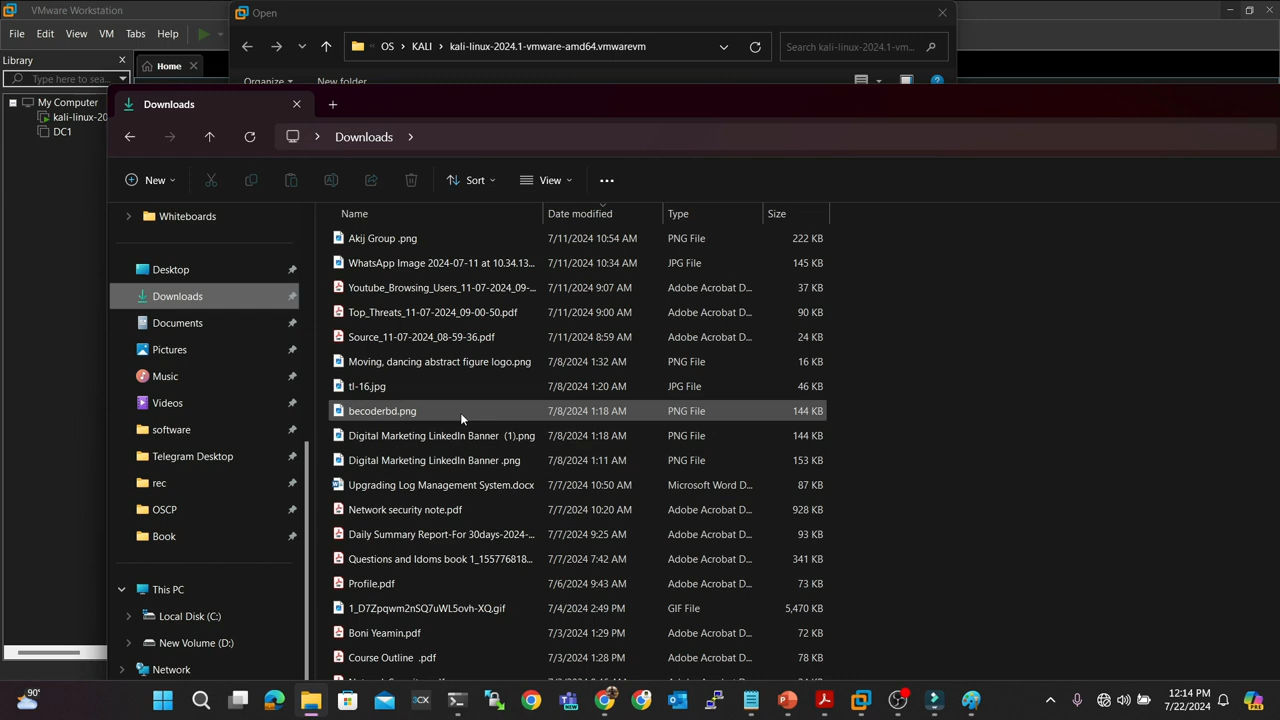 VMware Workstation
Open
File Edit View VM Tabs Help
OS KALI kali-linux-2024.1-vmware-amd64.vmwarevm
Search kali-linux-2024.1-vm...
Library
Home
Type here to sea...
Organize
New folder
My Computer
kali-linux-20
DC1
Downloads
Downloads
New
Sort
View
Name Date modified Type Size
Whiteboards
Desktop
Downloads
Documents
Pictures
Music
Videos
software
Telegram Desktop
rec
OSCP
Book
This PC
Local Disk (C:)
New Volume (D:)
Network
Akij Group .png 7/11/2024 10:54 AM PNG File 222 KB
WhatsApp Image 2024-07-11 at 10.34.13... 7/11/2024 10:34 AM JPG File 145 KB
Youtube_Browsing_Users_11-07-2024_09-... 7/11/2024 9:07 AM Adobe Acrobat D... 37 KB
Top_Threats_11-07-2024_09-00-50.pdf 7/11/2024 9:00 AM Adobe Acrobat D... 90 KB
Source_11-07-2024_08-59-36.pdf 7/11/2024 8:59 AM Adobe Acrobat D... 24 KB
Moving, dancing abstract figure logo.png 7/8/2024 1:32 AM PNG File 16 KB
tl-16.jpg 7/8/2024 1:20 AM JPG File 46 KB
becoderbd.png 7/8/2024 1:18 AM PNG File 144 KB
Digital Marketing LinkedIn Banner (1).png 7/8/2024 1:18 AM PNG File 144 KB
Digital Marketing LinkedIn Banner .png 7/8/2024 1:11 AM PNG File 153 KB
Upgrading Log Management System.docx 7/7/2024 10:50 AM Microsoft Word D... 87 KB
Network security note.pdf 7/7/2024 10:20 AM Adobe Acrobat D... 928 KB
Daily Summary Report-For 30days-2024-... 7/7/2024 9:25 AM Adobe Acrobat D... 93 KB
Questions and Idoms book 1_155776818... 7/7/2024 7:42 AM Adobe Acrobat D... 341 KB
Profile.pdf 7/6/2024 9:43 AM Adobe Acrobat D... 73 KB
1_D7Zpqwm2nSQ7uWL5ovh-XQ.gif 7/4/2024 2:49 PM GIF File 5,470 KB
Boni Yeamin.pdf 7/3/2024 1:29 PM Adobe Acrobat D... 72 KB
Course Outline .pdf 7/3/2024 1:28 PM Adobe Acrobat D... 78 KB
90°
12:14 PM
7/22/2024